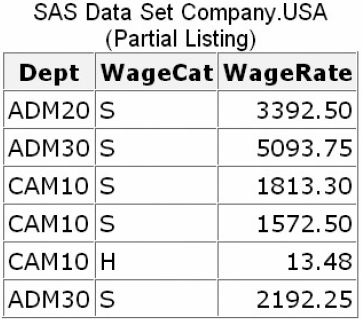 SAS Data Set Company.USA
(Partial Listing)
Dept WageCat WageRate
ADM20 S 3392.50
ADM30 S 5093.75
CAM10 S 1813.30
CAM10 S 1572.50
CAM10 H 13.48
ADM30 S 2192.25